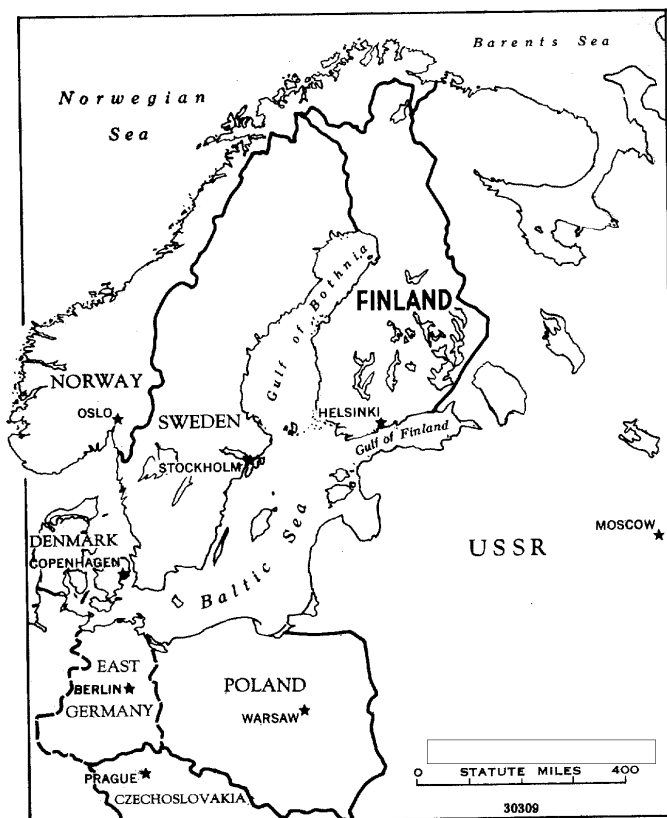 Barents Sea
Norwegian
Sea
Gulf of Bothnia
FINLAND
NORWAY
OSLO
SWEDEN
HELSINKI
Gulf of Finland
STOCKHOLM
Baltic Sea
MOSCOW
USSR
DENMARK
COPENHAGEN
EAST
GERMANY
BERLIN
POLAND
WARSAW
PRAGUE
CZECHOSLOVAKIA
0 STATUTE MILES 400
30309